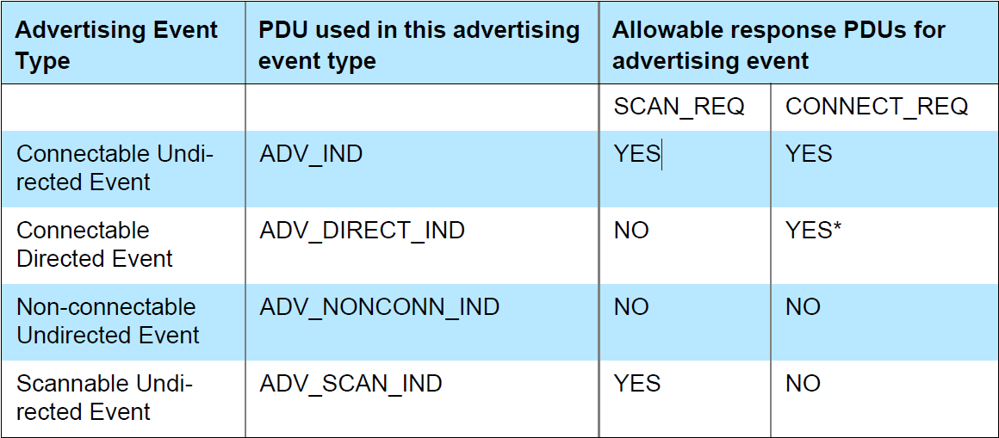 Advertising Event Type
PDU used in this advertising event type
Allowable response PDUs for advertising event
SCAN_REQ
CONNECT_REQ
Connectable Undi-
rected Event
ADV_IND
YES
YES
Connectable
Directed Event
ADV_DIRECT_IND
NO
YES*
Non-connectable
Undirected Event
ADV_NONCONN_IND
NO
NO
Scannable Undi-
rected Event
ADV_SCAN_IND
YES
NO